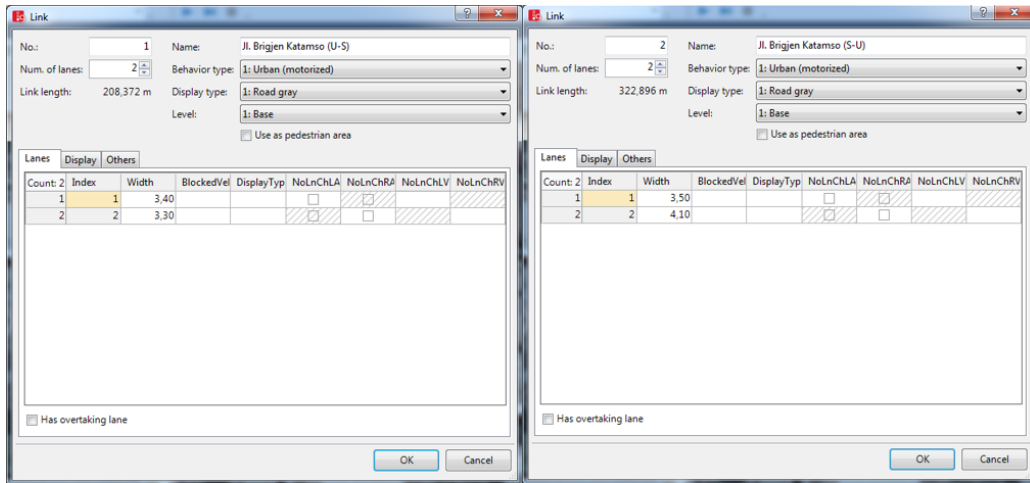 Link
No.: 1 Name: Jl. Brigjen Katamso (U-S)
Num. of lanes: 2 Behavior type: 1: Urban (motorized)
Link length: 208,372 m Display type: 1: Road gray
Level: 1: Base
Use as pedestrian area
Lanes Display Others
Count: 2 Index Width BlockedVel DisplayTyp NoLnChLA NoLnChRA NoLnChLV NoLnChRV
1 1 3,40
2 2 3,30
Has overtaking lane
OK Cancel
Link
No.: 2 Name: Jl. Brigjen Katamso (S-U)
Num. of lanes: 2 Behavior type: 1: Urban (motorized)
Link length: 322,896 m Display type: 1: Road gray
Level: 1: Base
Use as pedestrian area
Lanes Display Others
Count: 2 Index Width BlockedVel DisplayTyp NoLnChLA NoLnChRA NoLnChLV NoLnChRV
1 1 3,50
2 2 4,10
Has overtaking lane
OK Cancel